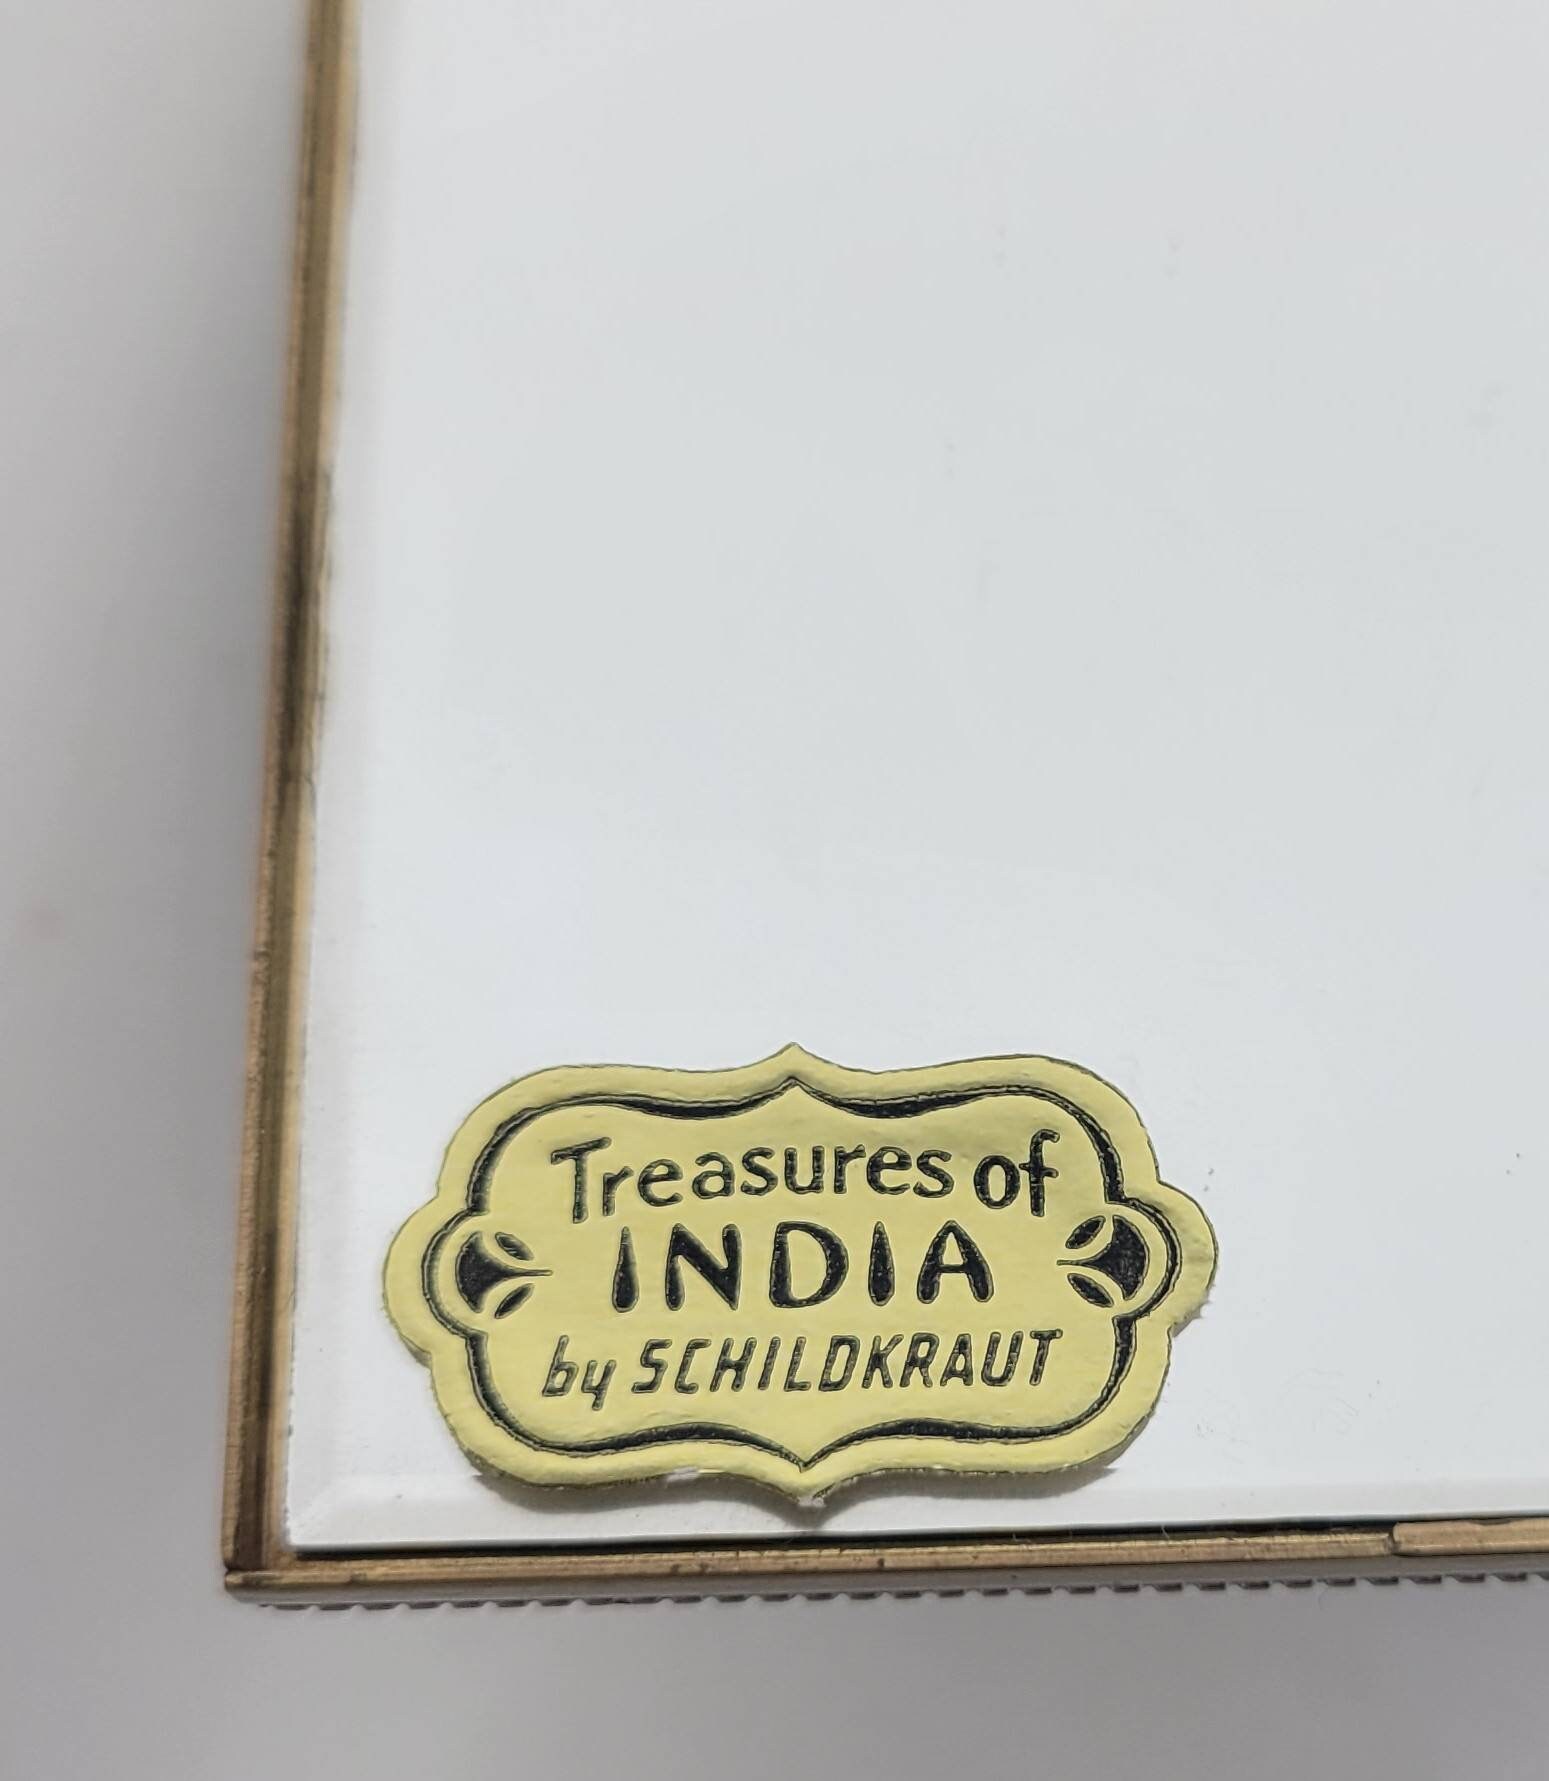 Treasures of
INDIA
by SCHILDKRAUT